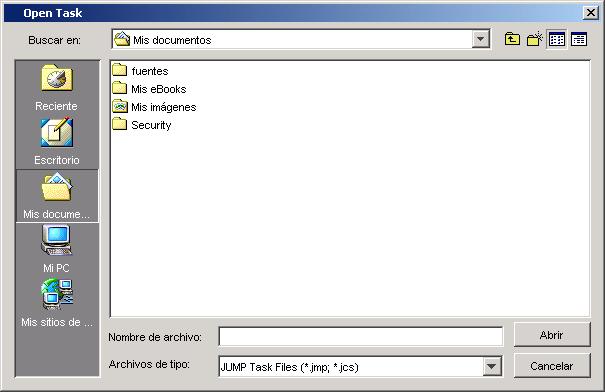 Open Task
Buscar en:
Mis documentos
Reciente
Escritorio
Mis docume...
Mi PC
Mis sitios de ...
fuentes
Mis eBooks
Mis imágenes
Security
Nombre de archivo:
Abrir
Archivos de tipo:
JUMP Task Files (*.jmp; *.jcs)
Cancelar